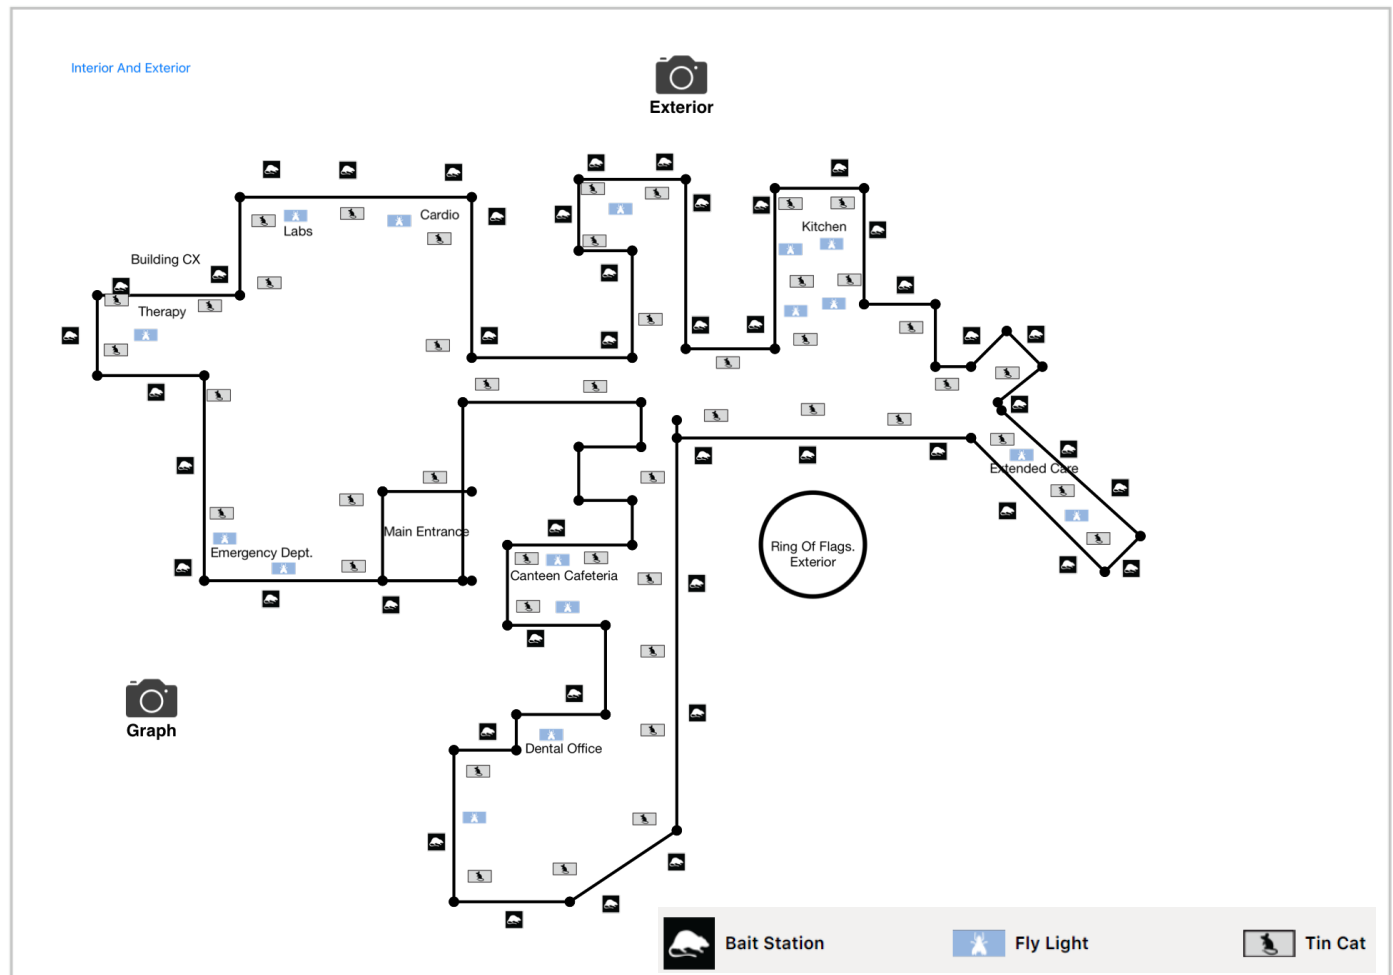 Interior And Exterior
Exterior
Cardio
Labs
Kitchen
Building CX
Therapy
Extended Care
Main Entrance
Ring Of Flags.
Exterior
Emergency Dept.
Canteen Cafeteria
Graph
Dental Office
Bait Station
Fly Light
Tin Cat